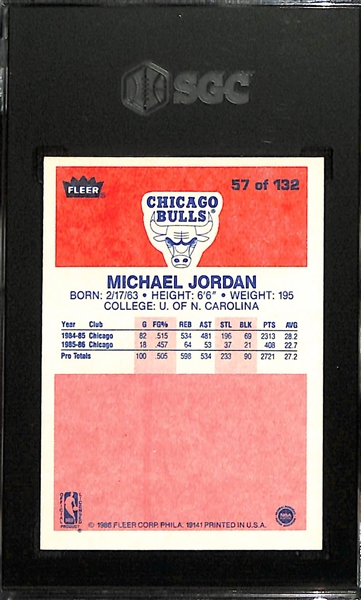 SGC
FLEER
57 of 132
CHICAGO
BULLS
MICHAEL JORDAN
BORN: 2/17/63 • HEIGHT: 6'6" • WEIGHT: 195
COLLEGE: U. OF N. CAROLINA
Year Club G FG% REB AST STL BLK PTS AVG
1984-85 Chicago 82 .515 534 481 196 69 2313 28.2
1985-86 Chicago 18 .457 64 53 37 21 408 22.7
Pro Totals 100 .505 598 534 233 90 2721 27.2
© 1986 FLEER CORP. PHILA. 19141 PRINTED IN U.S.A.